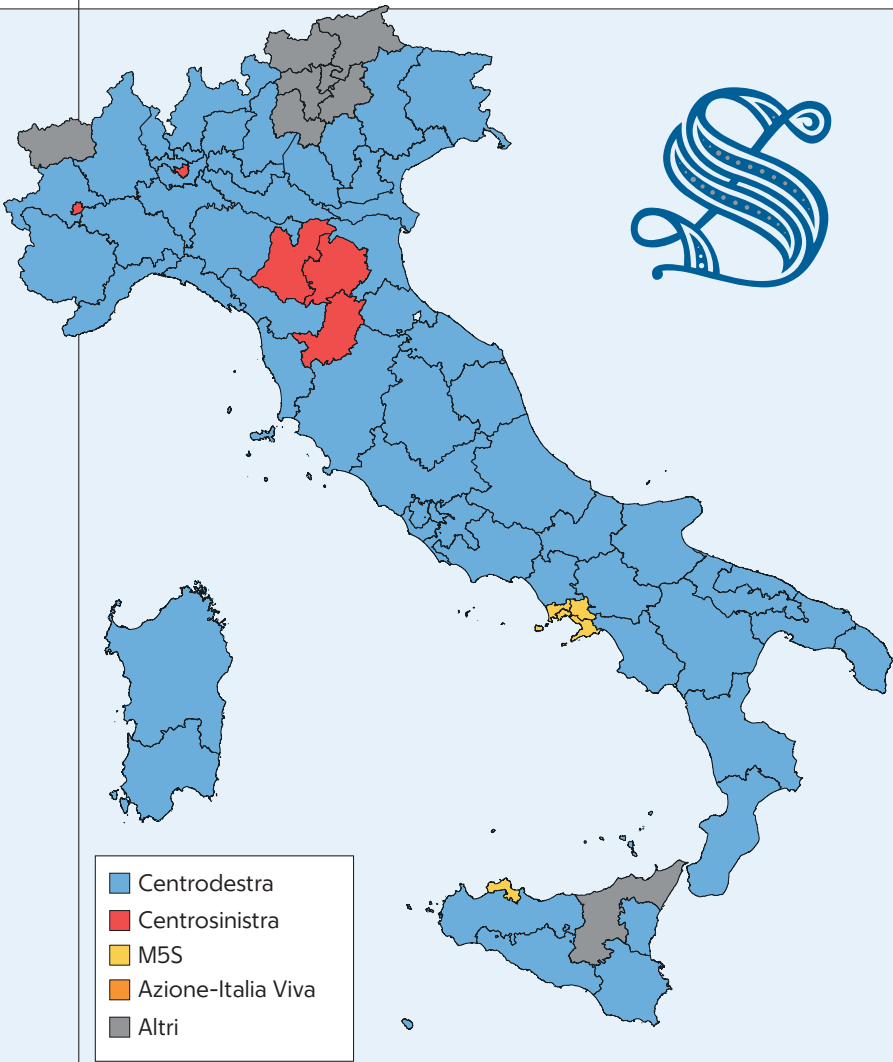 S
Centrodestra
Centrosinistra
M5S
Azione-Italia Viva
Altri